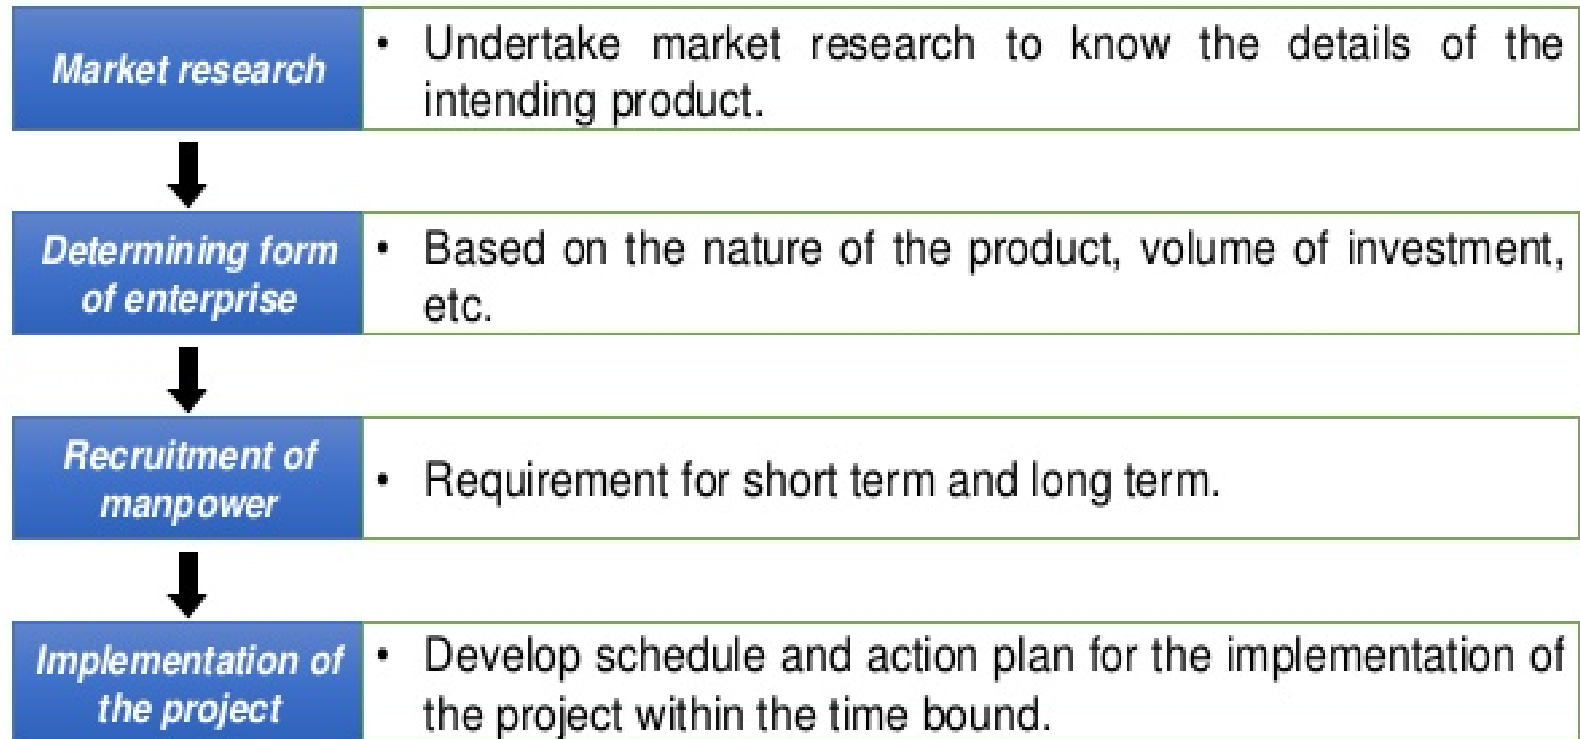 Market research
• Undertake market research to know the details of the
intending product.
Determining form
of enterprise
• Based on the nature of the product, volume of investment,
etc.
Recruitment of
manpower
• Requirement for short term and long term.
Implementation of
the project
• Develop schedule and action plan for the implementation of
the project within the time bound.